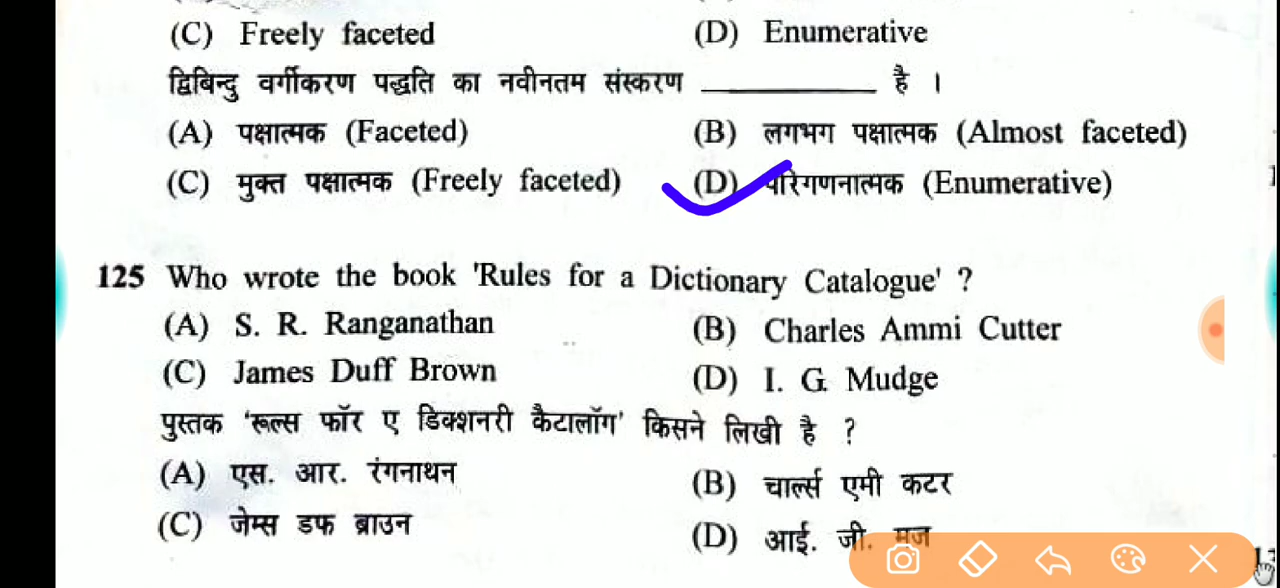 (C) Freely faceted (D) Enumerative
द्विबिन्दु वर्गीकरण पद्धति का नवीनतम संस्करण __________ है ।
(A) पक्षात्मक (Faceted) (B) लगभग पक्षात्मक (Almost faceted)
(C) मुक्त पक्षात्मक (Freely faceted) (D) परिगणनात्मक (Enumerative)
125 Who wrote the book 'Rules for a Dictionary Catalogue' ?
(A) S. R. Ranganathan (B) Charles Ammi Cutter
(C) James Duff Brown (D) I. G. Mudge
पुस्तक ‘रूल्स फॉर ए डिक्शनरी कैटालॉग’ किसने लिखी है ?
(A) एस. आर. रंगनाथन (B) चार्ल्स एमी कटर
(C) जेम्स डफ ब्राउन (D) आई. जी. मज